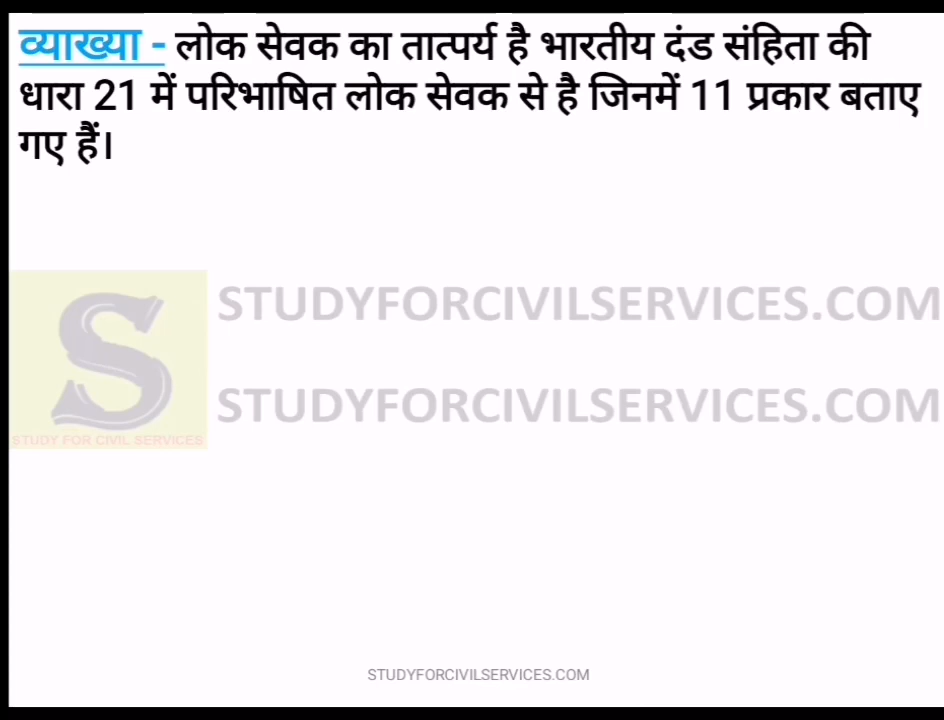 व्याख्या - लोक सेवक का तात्पर्य है भारतीय दंड संहिता की
धारा 21 में परिभाषित लोक सेवक से है जिनमें 11 प्रकार बताए
गए हैं।
STUDYFORCIVILSERVICES.COM
STUDYFORCIVILSERVICES.COM
S
STUDY FOR CIVIL SERVICES
STUDYFORCIVILSERVICES.COM